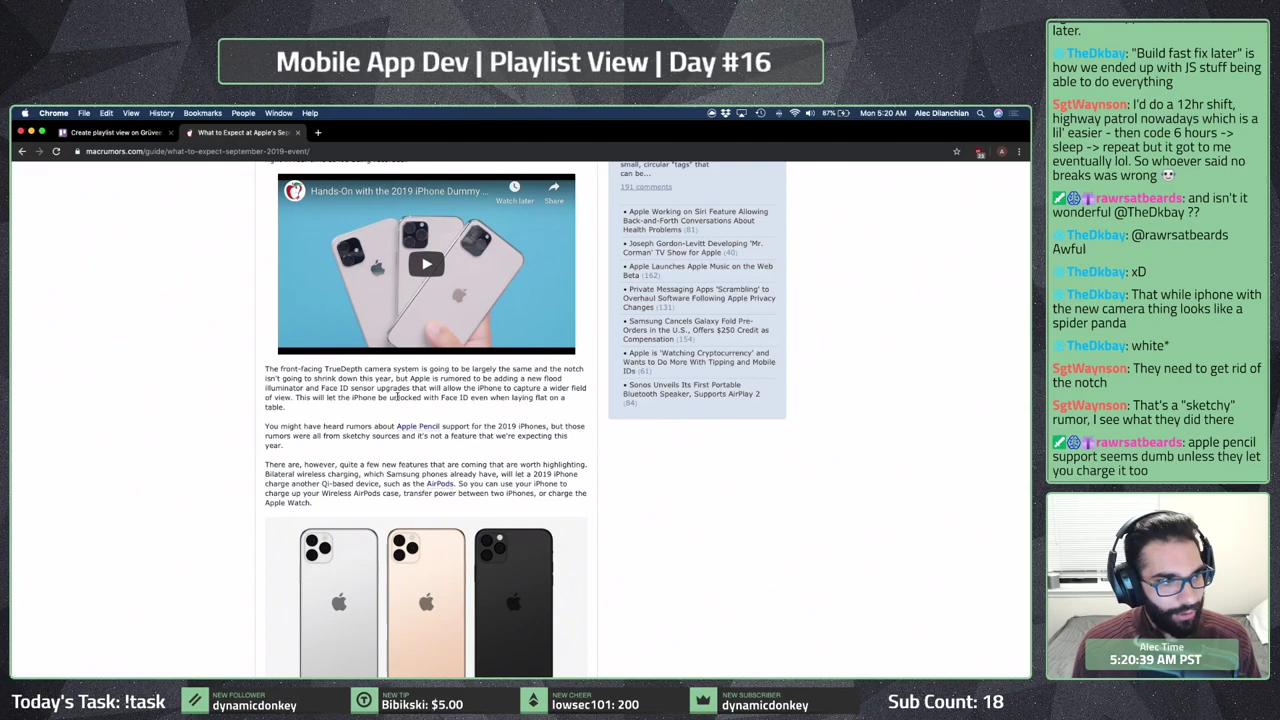 Mobile App Dev | Playlist View | Day #16
Chrome File Edit View History Bookmarks People Window Help
87% Mon 5:20 AM Alec Dilanchian
Create playlist view on Grüve
What to Expect at Apple's Sep
macrumors.com/guide/what-to-expect-september-2019-event/
Hands-On with the 2019 iPhone Dummy...
Watch later
Share
The front-facing TrueDepth camera system is going to be largely the same and the notch
isn't going to shrink down this year, but Apple is rumored to be adding a new flood
illuminator and Face ID sensor upgrades that will allow the iPhone to capture a wider field
of view. This will let the iPhone be unlocked with Face ID even when laying flat on a
table.
You might have heard rumors about Apple Pencil support for the 2019 iPhones, but those
rumors were all from sketchy sources and it's not a feature that we're expecting this
year.
There are, however, quite a few new features that are coming that are worth highlighting.
Bilateral wireless charging, which Samsung phones already have, will let a 2019 iPhone
charge another Qi-based device, such as the AirPods. So you can use your iPhone to
charge up your Wireless AirPods case, transfer power between two iPhones, or charge the
Apple Watch.
small, circular "tags" that
can be...
191 comments
• Apple Working on Siri Feature Allowing
Back-and-Forth Conversations About
Health Problems (81)
• Joseph Gordon-Levitt Developing 'Mr.
Corman' TV Show for Apple (40)
• Apple Launches Apple Music on the Web
Beta (162)
• Private Messaging Apps 'Scrambling' to
Overhaul Software Following Apple Privacy
Changes (131)
• Samsung Cancels Galaxy Fold Pre-
Orders in the U.S., Offers $250 Credit as
Compensation (154)
• Apple is 'Watching Cryptocurrency' and
Wants to Do More With Tipping and Mobile
IDs (61)
• Sonos Unveils Its First Portable
Bluetooth Speaker, Supports AirPlay 2
(84)
later.
TheDkbay: "Build fast fix later" is
how we ended up with JS stuff being
able to do everything
SgtWaynson: I'd do a 12hr shift,
highway patrol nowadays which is a
lil' easier - then code 6 hours ->
sleep -> repeat but it got to me
eventually lol. So whoever said no
breaks was wrong
rawrsatbeards: and isn't it
wonderful @TheDkbay ??
TheDkbay: @rawrsatbeards
Awful
TheDkbay: xD
TheDkbay: That while iphone with
the new camera thing looks like a
spider panda
TheDkbay: white*
SgtWaynson: They need to get rid of
the notch
SgtWaynson: That's a "sketchy"
rumor, I see what they did there
rawrsatbeards: apple pencil
support seems dumb unless they let
you charge it too
Alec Time
5:20:39 AM PST
Today's Task: !task
NEW FOLLOWER
dynamicdonkey
NEW TIP
Bibikski: $5.00
NEW CHEER
lowsec101: 200
NEW SUBSCRIBER
dynamicdonkey
Sub Count: 18